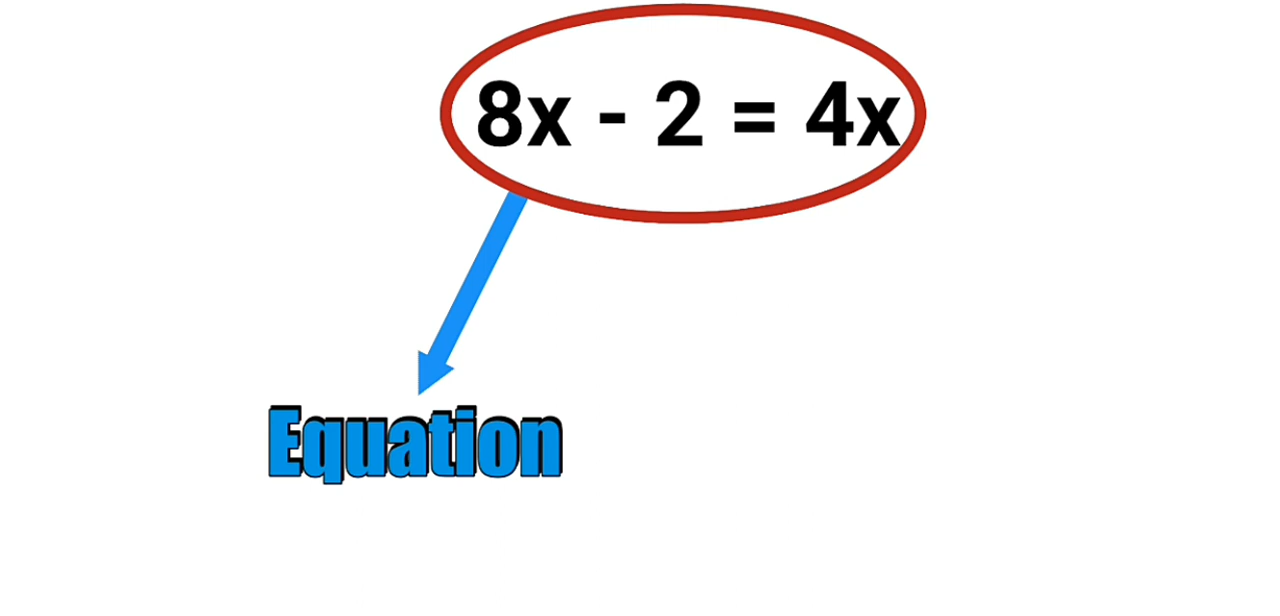 8x - 2 = 4x
Equation